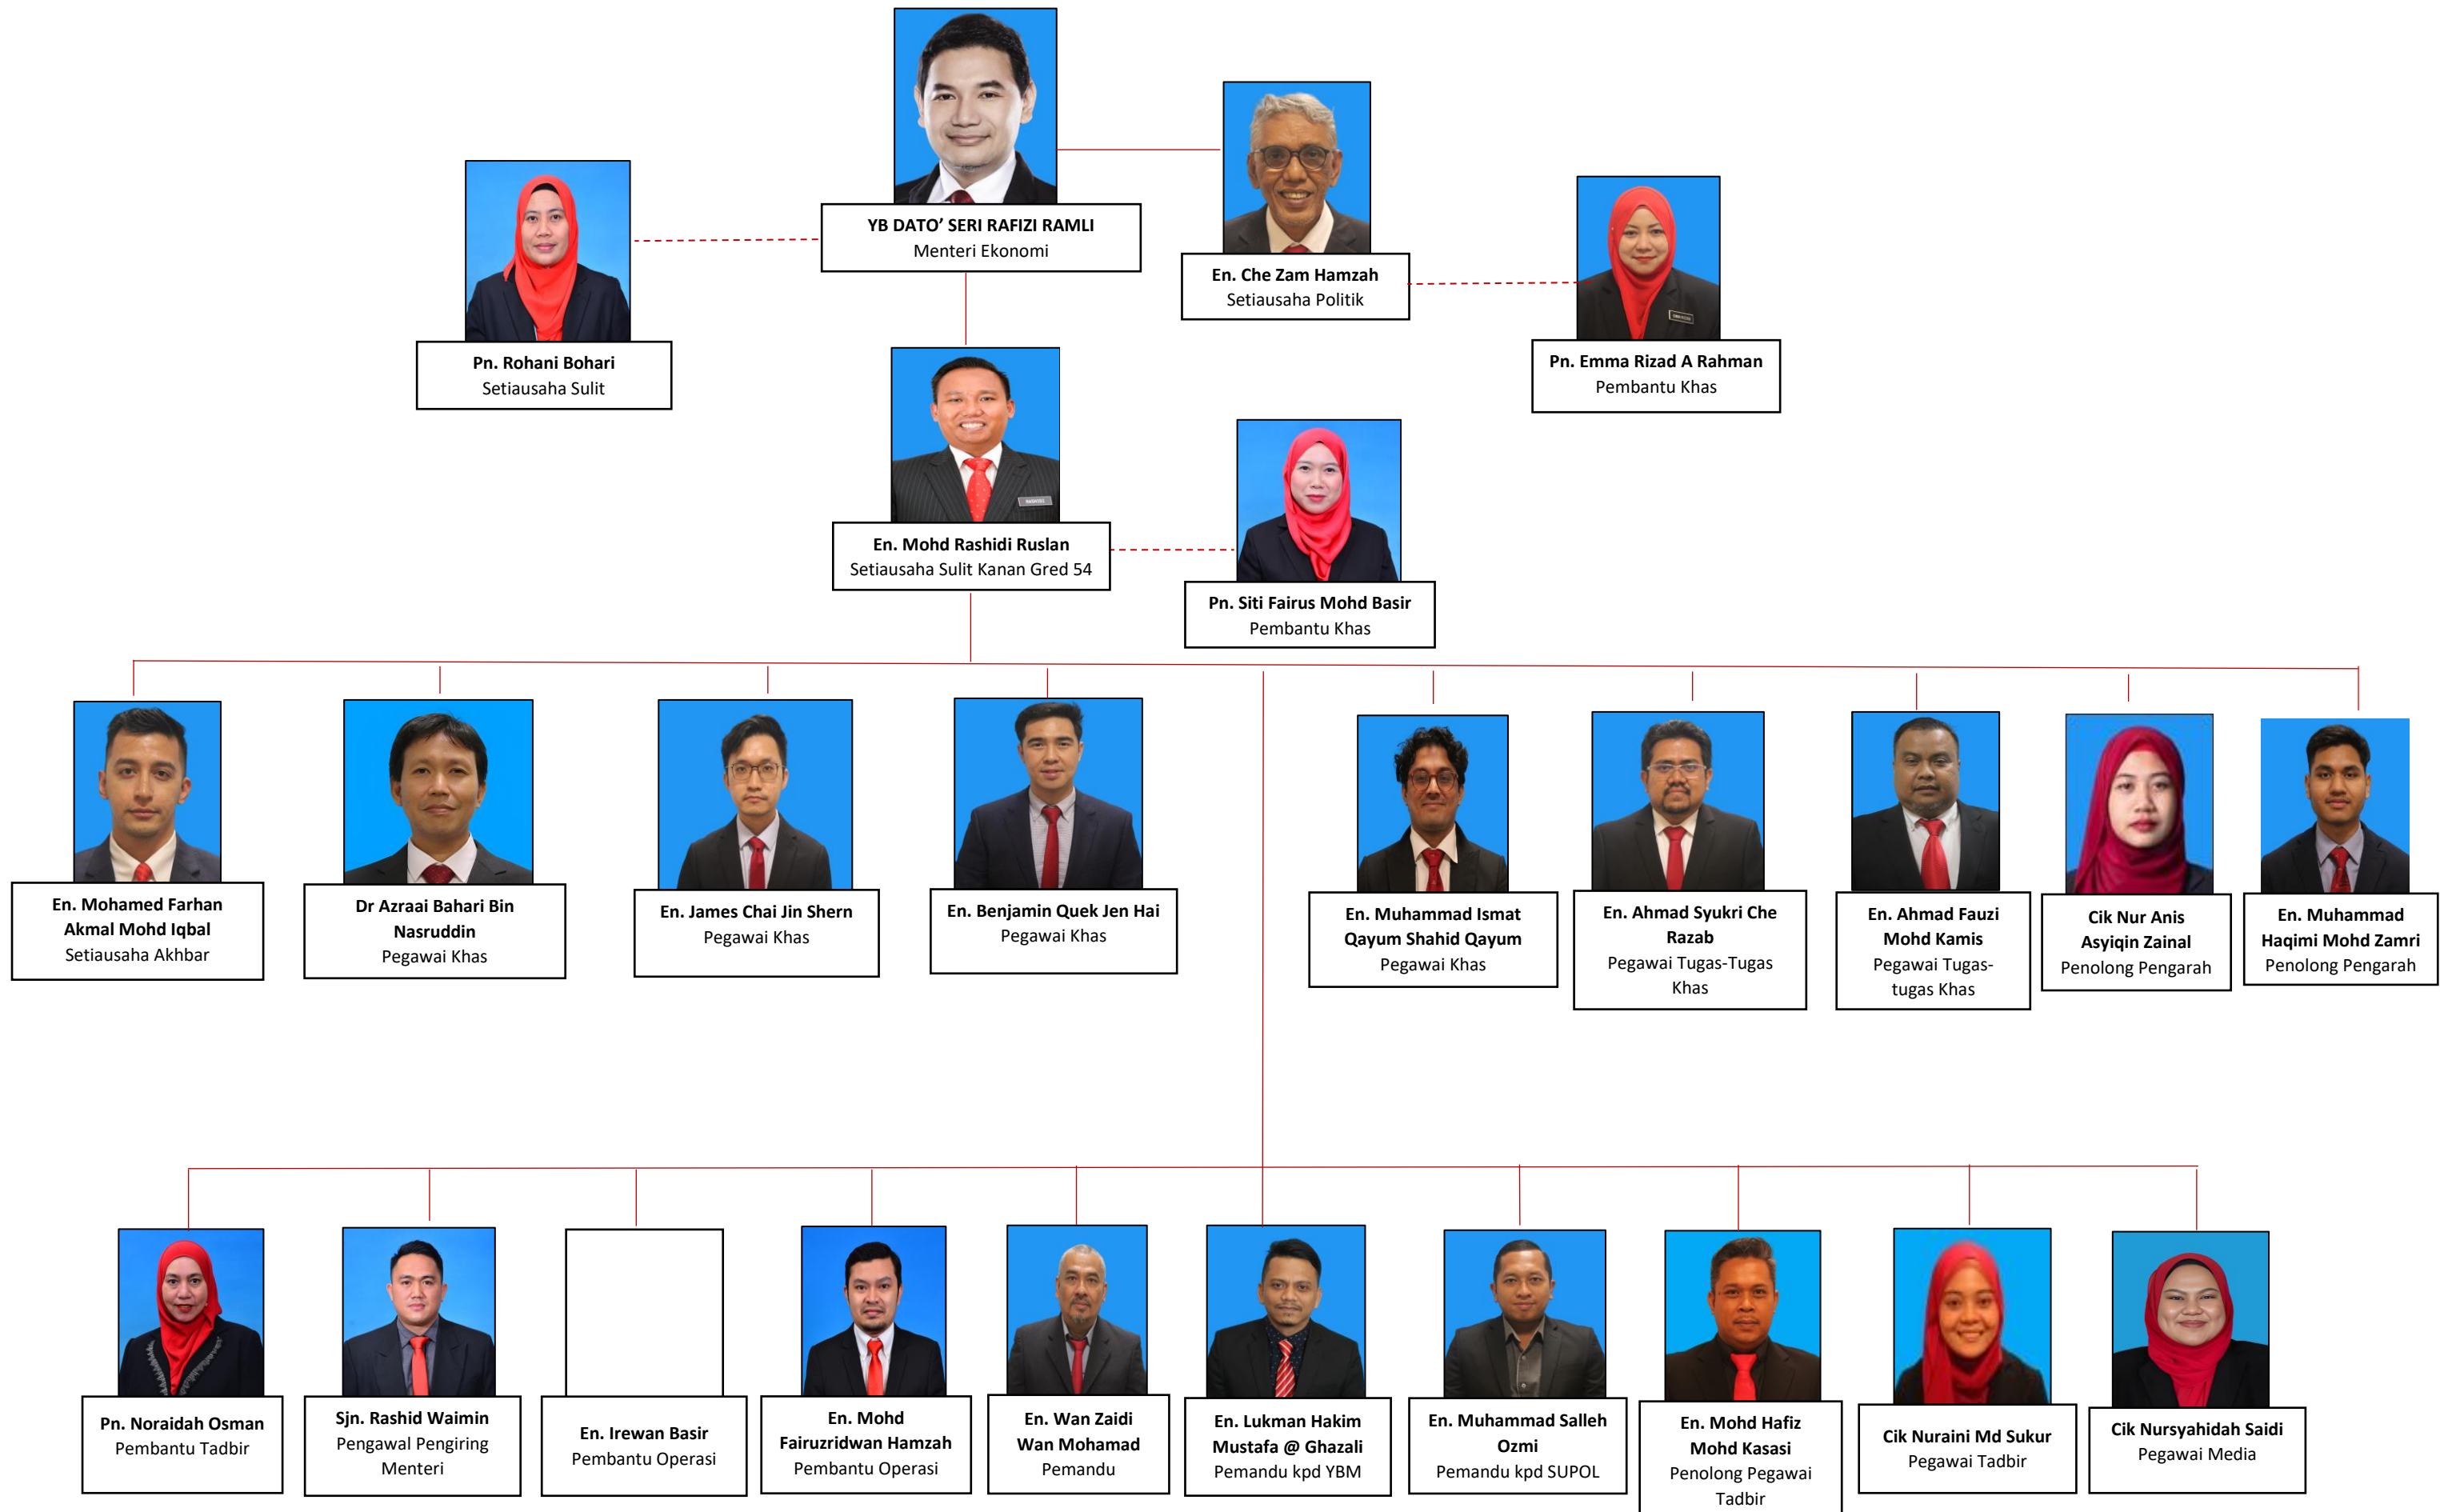 YB DATO’ SERI RAFIZI RAMLI
Menteri Ekonomi
En. Che Zam Hamzah
Setiausaha Politik
Pn. Rohani Bohari
Setiausaha Sulit
Pn. Emma Rizad A Rahman
Pembantu Khas
En. Mohd Rashidi Ruslan
Setiausaha Sulit Kanan Gred 54
Pn. Siti Fairus Mohd Basir
Pembantu Khas
En. Mohamed Farhan
Akmal Mohd Iqbal
Setiausaha Akhbar
Dr Azraai Bahari Bin
Nasruddin
Pegawai Khas
En. James Chai Jin Shern
Pegawai Khas
En. Benjamin Quek Jen Hai
Pegawai Khas
En. Muhammad Ismat
Qayum Shahid Qayum
Pegawai Khas
En. Ahmad Syukri Che
Razab
Pegawai Tugas-Tugas
Khas
En. Ahmad Fauzi
Mohd Kamis
Pegawai Tugas-
tugas Khas
Cik Nur Anis
Asyiqin Zainal
Penolong Pengarah
En. Muhammad
Haqimi Mohd Zamri
Penolong Pengarah
Pn. Noraidah Osman
Pembantu Tadbir
Sjn. Rashid Waimin
Pengawal Pengiring
Menteri
En. Irewan Basir
Pembantu Operasi
En. Mohd
Fairuzridwan Hamzah
Pembantu Operasi
En. Wan Zaidi
Wan Mohamad
Pemandu
En. Lukman Hakim
Mustafa @ Ghazali
Pemandu kpd YBM
En. Muhammad Salleh
Ozmi
Pemandu kpd SUPOL
En. Mohd Hafiz
Mohd Kasasi
Penolong Pegawai
Tadbir
Cik Nuraini Md Sukur
Pegawai Tadbir
Cik Nursyahidah Saidi
Pegawai Media